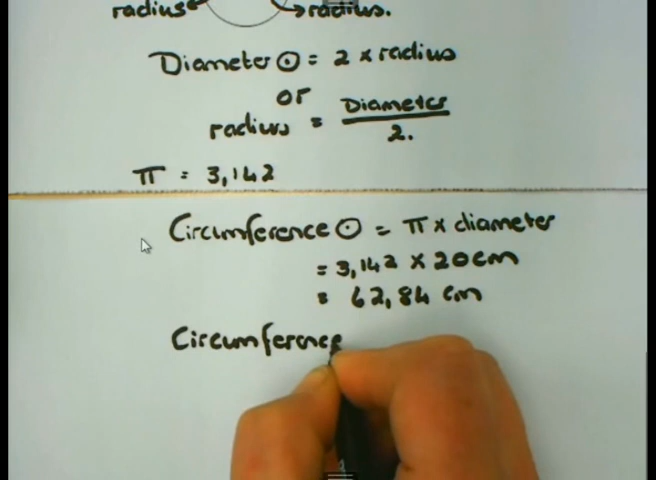 radius radius.
Diameter ⊙ = 2 × radius
or
radius = Diameter
2.
π = 3,142
Circumference ⊙ = π × diameter
= 3,142 × 20cm
= 62,84 cm
Circumference